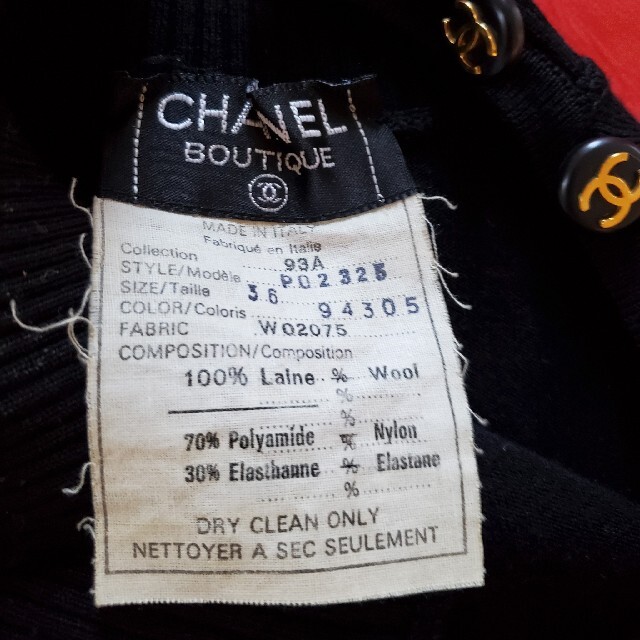 CHANEL
BOUTIQUE
MADE IN ITALY
Fabriqué en Italie
Collection 93A
STYLE/Modèle P02325
SIZE/Taille 36
COLOR/Coloris 94305
FABRIC W02075
COMPOSITION/Composition
100% Laine % Wool
%
70% Polyamide % Nylon
30% Elasthanne % Elastane
%
DRY CLEAN ONLY
NETTOYER A SEC SEULEMENT